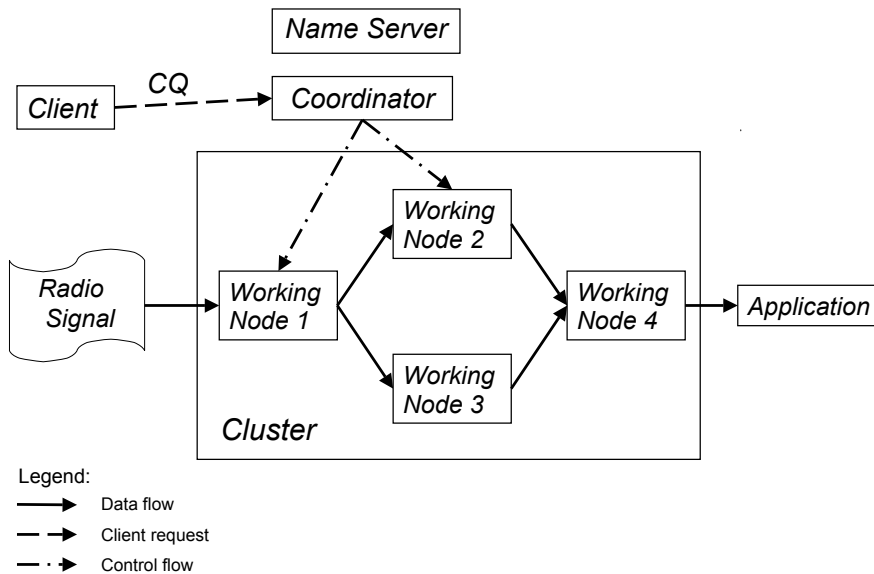 Name Server
CQ
Client
Coordinator
Working
Node 2
Radio
Signal
Working
Node 1
Working
Node 4
Application
Working
Node 3
Cluster
Legend:
Data flow
Client request
Control flow